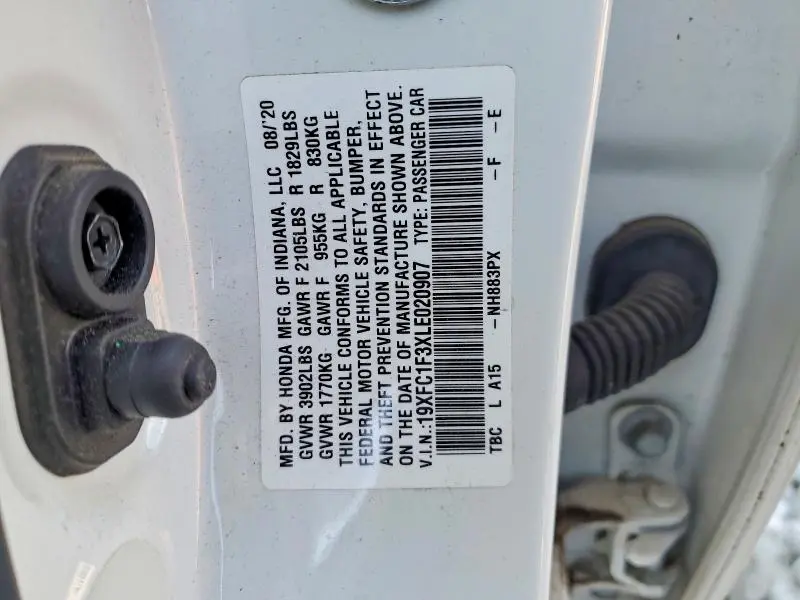 MFD. BY HONDA MFG. OF INDIANA, LLC 08/'20
GVWR 3902LBS GAWR F 2105LBS R 1829LBS
GVWR 1770KG GAWR F 955KG R 830KG
THIS VEHICLE CONFORMS TO ALL APPLICABLE
FEDERAL MOTOR VEHICLE SAFETY, BUMPER,
AND THEFT PREVENTION STANDARDS IN EFFECT
ON THE DATE OF MANUFACTURE SHOWN ABOVE.
V.I.N.:19XFC1F3XLE020907 TYPE: PASSENGER CAR
TBC L A15 –NH883PX –F –E